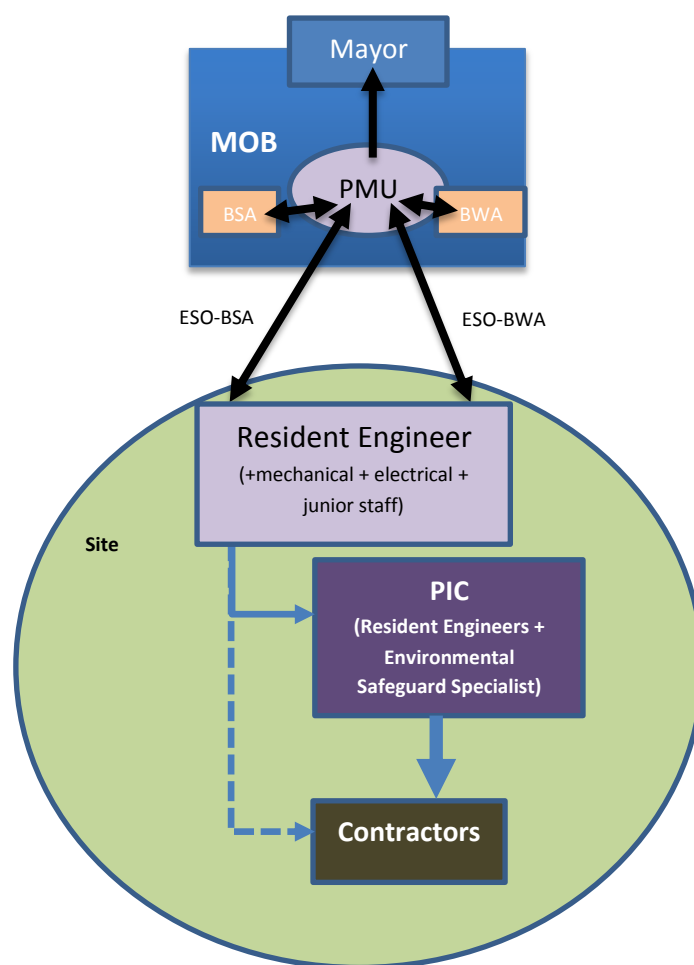 Mayor
MOB
PMU
BSA
BWA
ESO-BSA
ESO-BWA
Resident Engineer
(+mechanical + electrical +
junior staff)
Site
PIC
(Resident Engineers +
Environmental
Safeguard Specialist)
Contractors